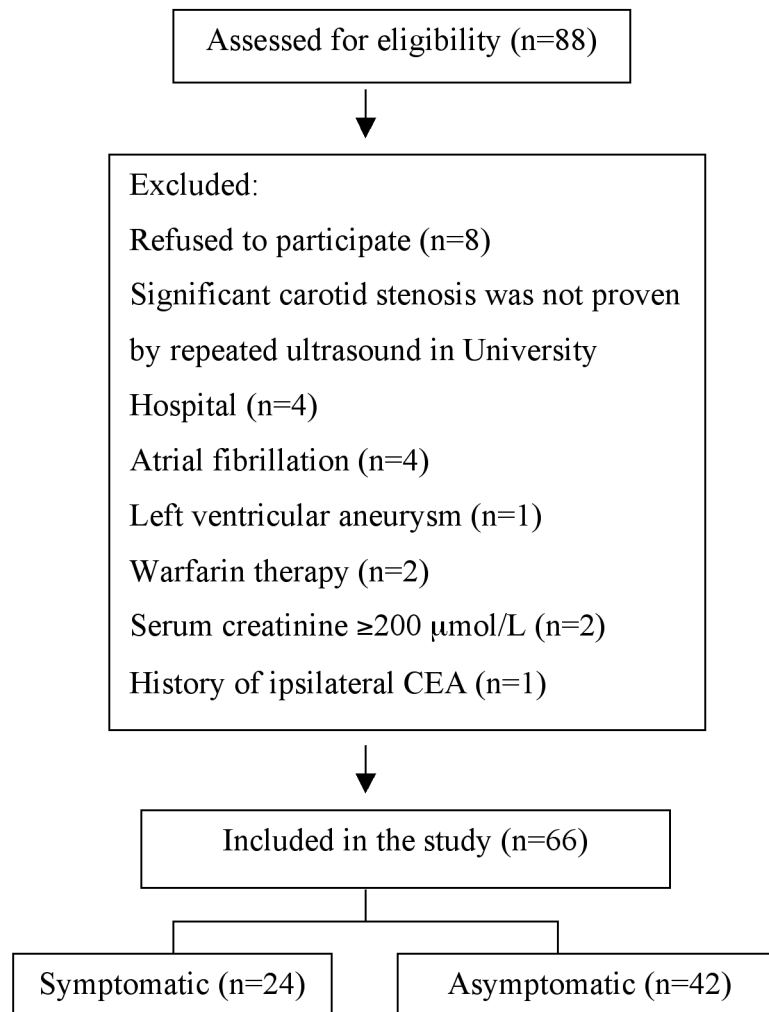 Assessed for eligibility (n=88)
Excluded:
Refused to participate (n=8)
Significant carotid stenosis was not proven
by repeated ultrasound in University
Hospital (n=4)
Atrial fibrillation (n=4)
Left ventricular aneurysm (n=1)
Warfarin therapy (n=2)
Serum creatinine ≥200 μmol/L (n=2)
History of ipsilateral CEA (n=1)
Included in the study (n=66)
Symptomatic (n=24)
Asymptomatic (n=42)